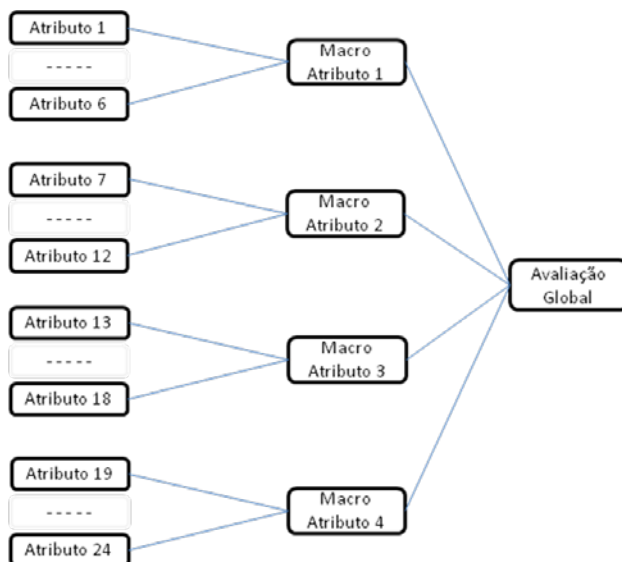 Atributo 1
- - - - -
Atributo 6
Macro
Atributo 1
Atributo 7
- - - - -
Atributo 12
Macro
Atributo 2
Atributo 13
- - - - -
Atributo 18
Macro
Atributo 3
Atributo 19
- - - - -
Atributo 24
Macro
Atributo 4
Avaliação
Global